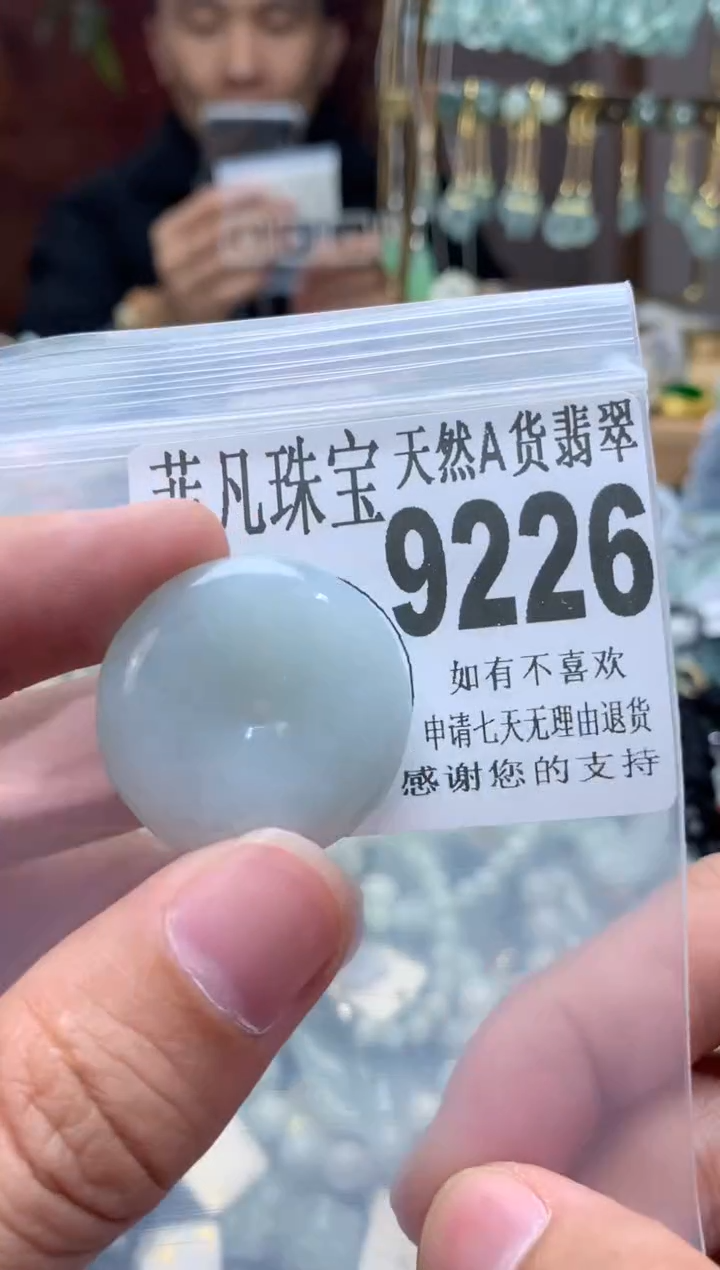 菲凡珠宝 天然A货翡翠
9226
如有不喜欢
申请七天无理由退货
感谢您的支持